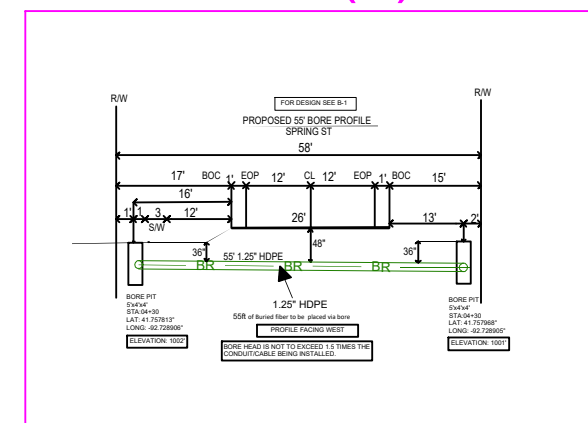 R/W
R/W
FOR DESIGN SEE B-1
PROPOSED 55' BORE PROFILE
SPRING ST
58'
17' BOC 1' EOP 12' CL 12' EOP 1' BOC 15'
16'
1' 1 3 12' 26' 13' 2'
S/W
36" 48" 36"
55' 1.25" HDPE
BR BR BR
1.25" HDPE
55ft of Buried fiber to be placed via bore
PROFILE FACING WEST
BORE HEAD IS NOT TO EXCEED 1.5 TIMES THE
CONDUIT/CABLE BEING INSTALLED.
BORE PIT
5'x4'x4'
STA:04+30
LAT: 41.757813°
LONG: -92.728906°
ELEVATION: 1002'
BORE PIT
5'x4'x4'
STA:04+30
LAT: 41.757968°
LONG: -92.728905°
ELEVATION: 1001'